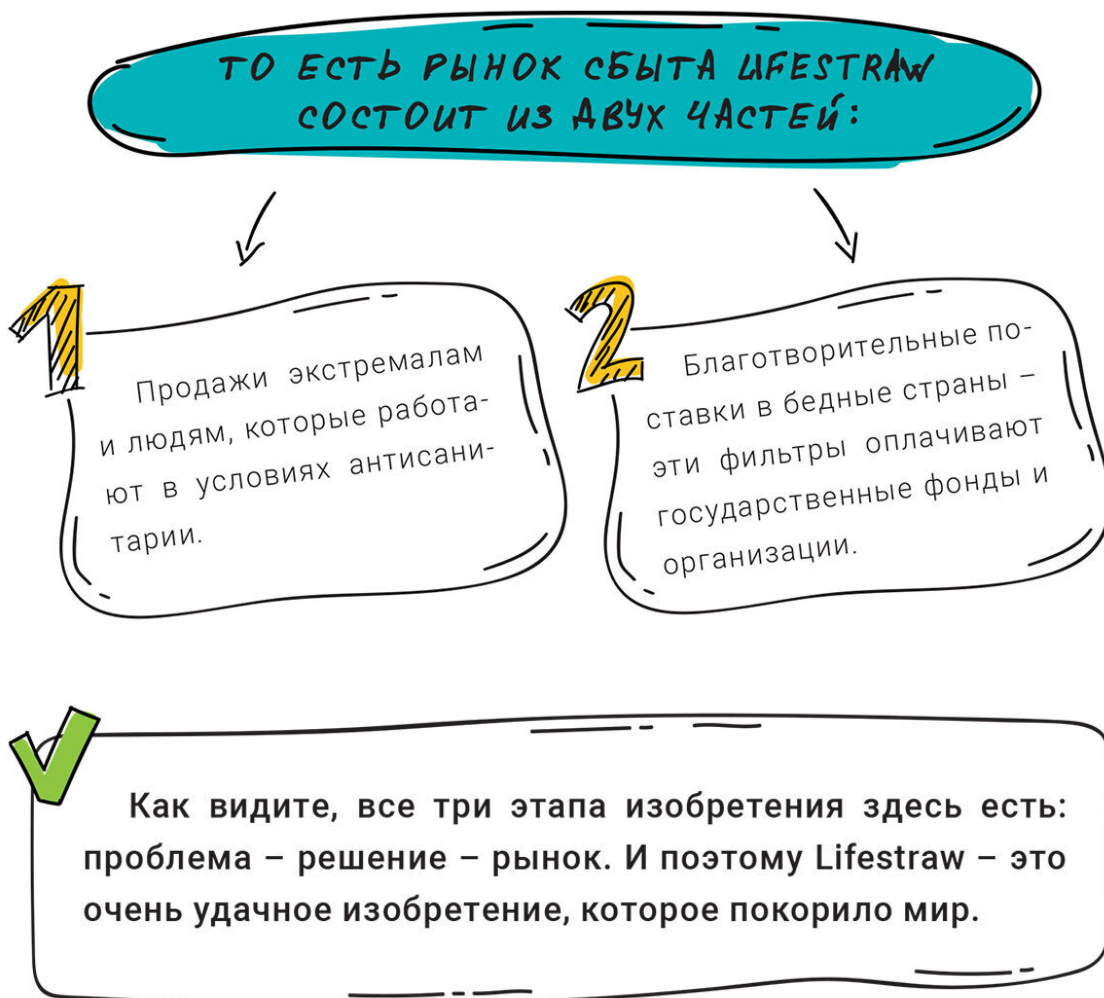 ТО ЕСТЬ РЫНОК СБЫТА LIFESTRAW
СОСТОИТ ИЗ ДВУХ ЧАСТЕЙ:
1
Продажи экстремалам
и людям, которые работа-
ют в условиях антисани-
тарии.
2
Благотворительные по-
ставки в бедные страны –
эти фильтры оплачивают
государственные фонды и
организации.
Как видите, все три этапа изобретения здесь есть:
проблема – решение – рынок. И поэтому Lifestraw – это
очень удачное изобретение, которое покорило мир.